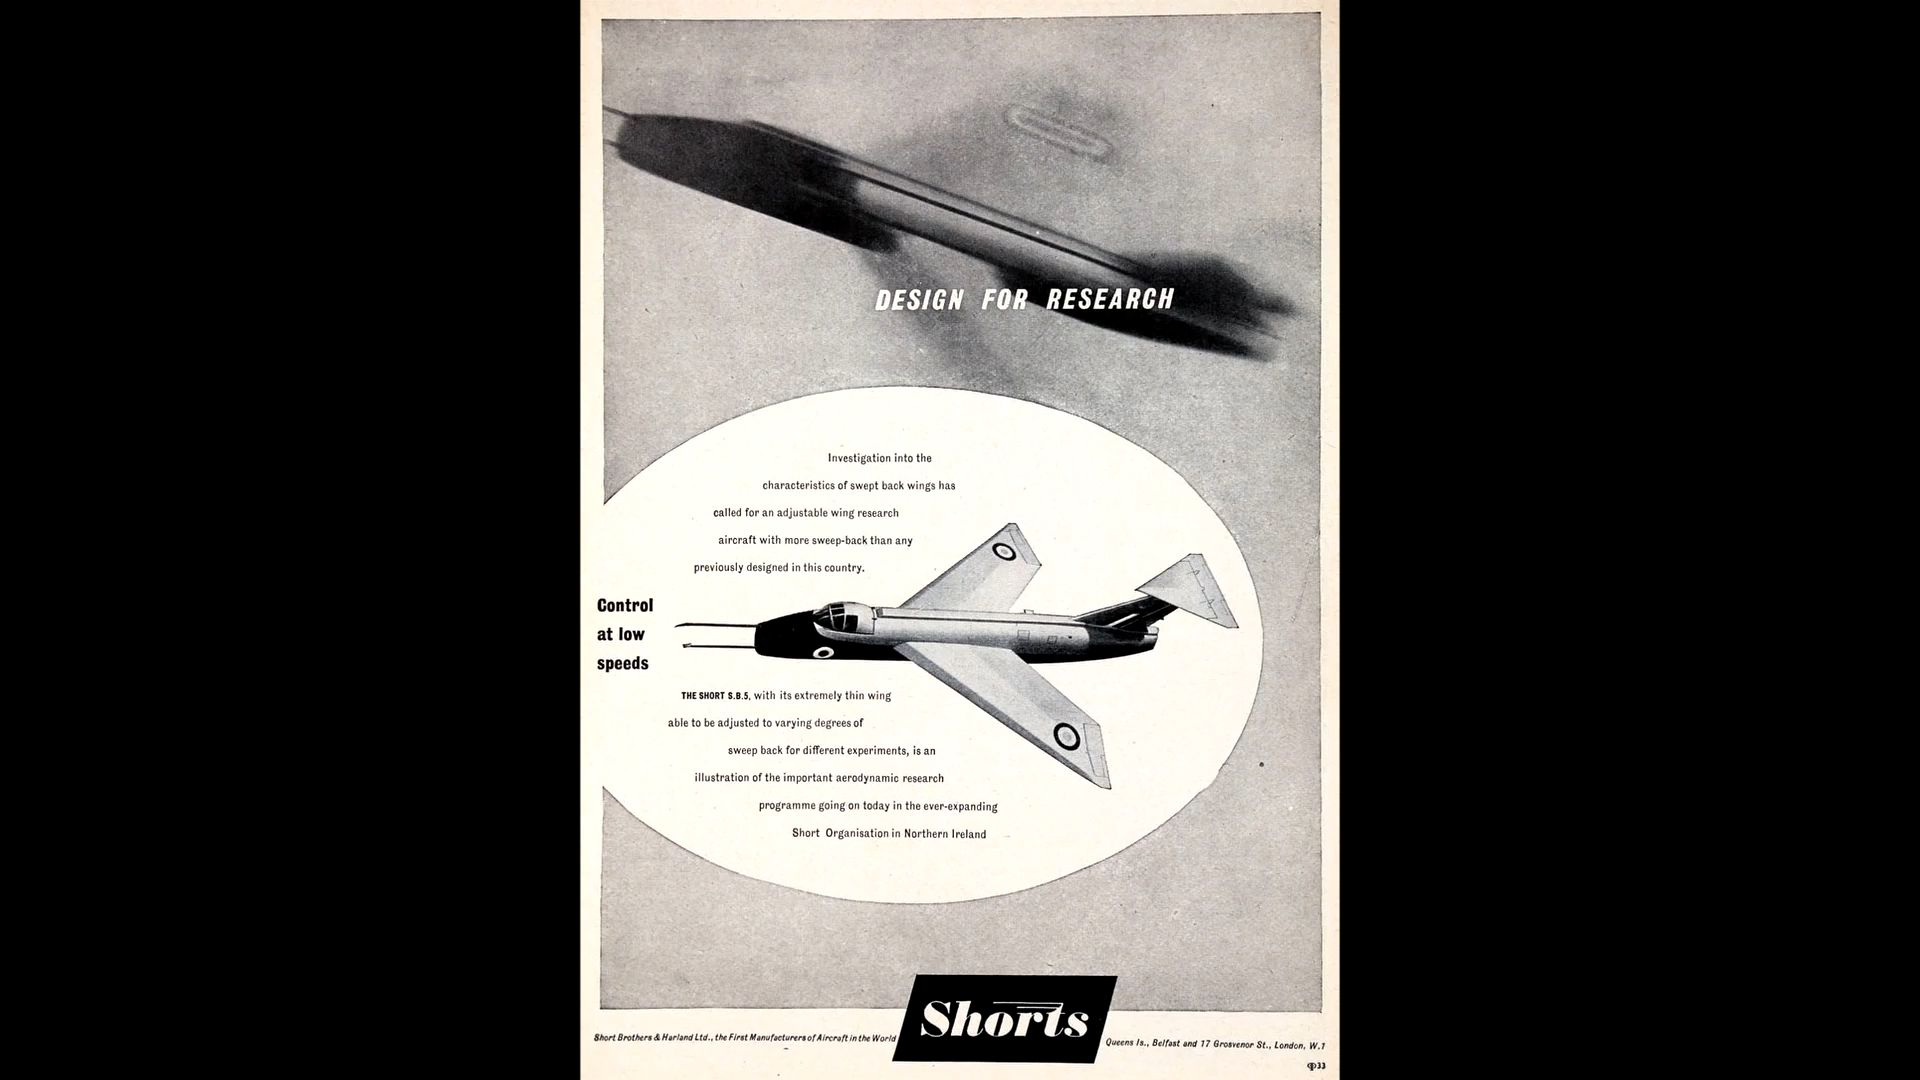 DESIGN FOR RESEARCH
Investigation into the
characteristics of swept back wings has
called for an adjustable wing research
aircraft with more sweep-back than any
previously designed in this country.
Control
at low
speeds
THE SHORT S.B.5, with its extremely thin wing
able to be adjusted to varying degrees of
sweep back for different experiments, is an
illustration of the important aerodynamic research
programme going on today in the ever-expanding
Short Organisation in Northern Ireland
Shorts
Short Brothers & Harland Ltd., the First Manufacturers of Aircraft in the World
Queens Is., Belfast and 17 Grosvenor St., London, W.1
33